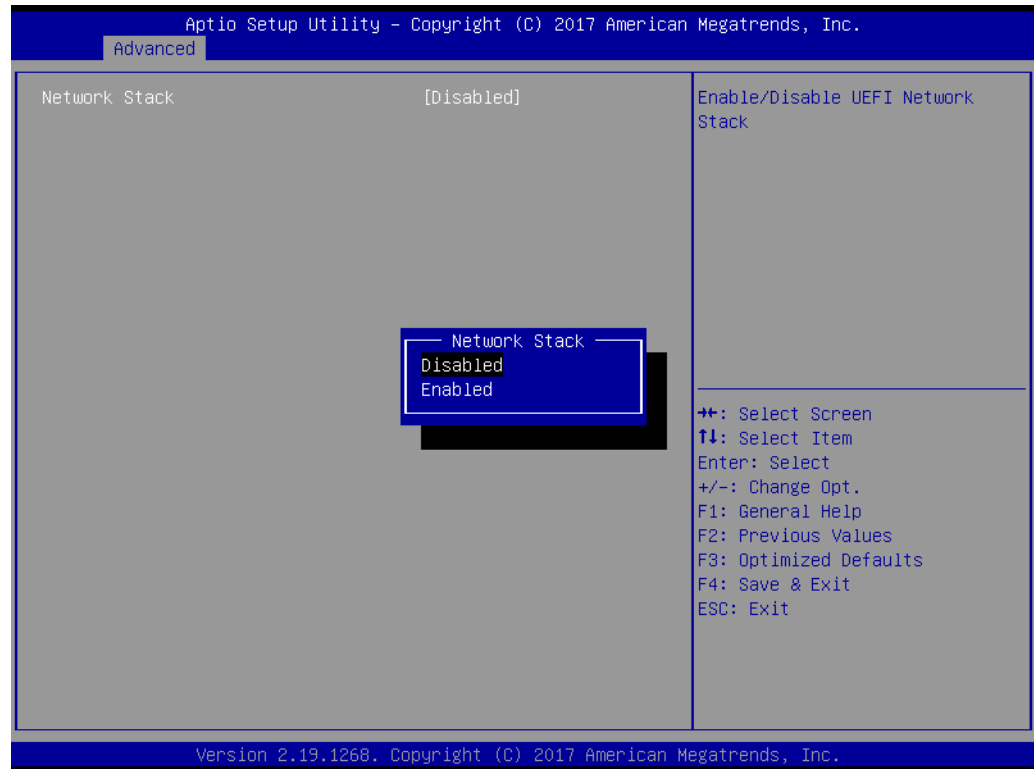 Aptio Setup Utility – Copyright (C) 2017 American Megatrends, Inc.
Advanced
Network Stack [Disabled]
Enable/Disable UEFI Network
Stack
Network Stack
Disabled
Enabled
→←: Select Screen
↑↓: Select Item
Enter: Select
+/-: Change Opt.
F1: General Help
F2: Previous Values
F3: Optimized Defaults
F4: Save & Exit
ESC: Exit
Version 2.19.1268. Copyright (C) 2017 American Megatrends, Inc.